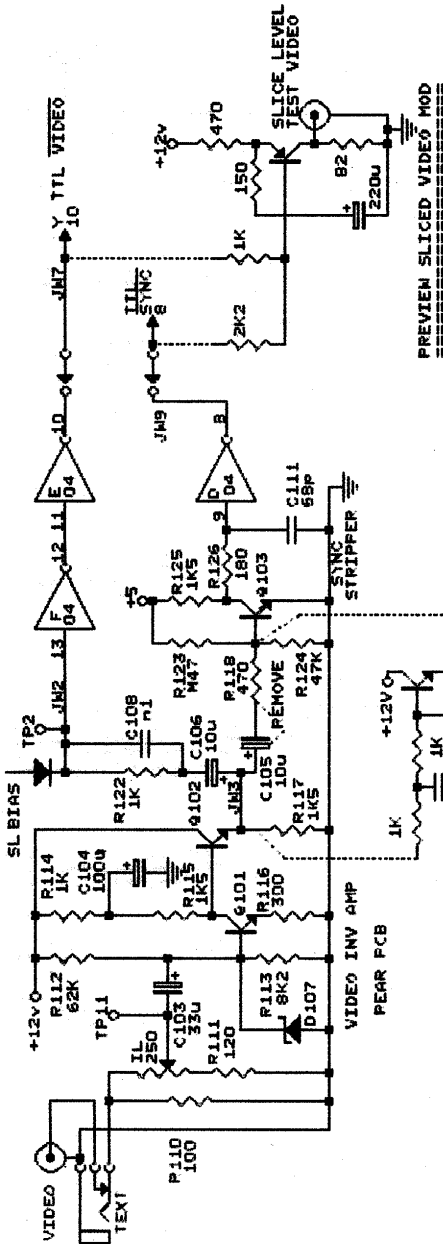 VIDEO
TEXT
P110
100
IL
250
R111
120
TP11
C103
33u
+12v
R112
62K
R113
8K2
D107
R114
1K
C104
100u
R115
1K5
Q101
R116
300
VIDEO INV AMP
PEAR PCB
Q102
JW3
R117
1K5
SL BIAS
TP2
R122
1K
C108
n1
C106
10u
C105
10u
REMOVE
JW2
13
F
04
12
11
E
04
10
JW7
Y TTL VIDEO
10
+5
R123
M47
R118
470
R124
47K
R125
1K5
R126
180
Q103
SYNC
STRIPPER
9
D
04
8
C111
68p
JW9
TTL
SYNC
8
2K2
1K
+12v
470
150
82
220u
SLICE LEVEL
TEST VIDEO
PREVIEW SLICED VIDEO MOD
1K
1K
+12V